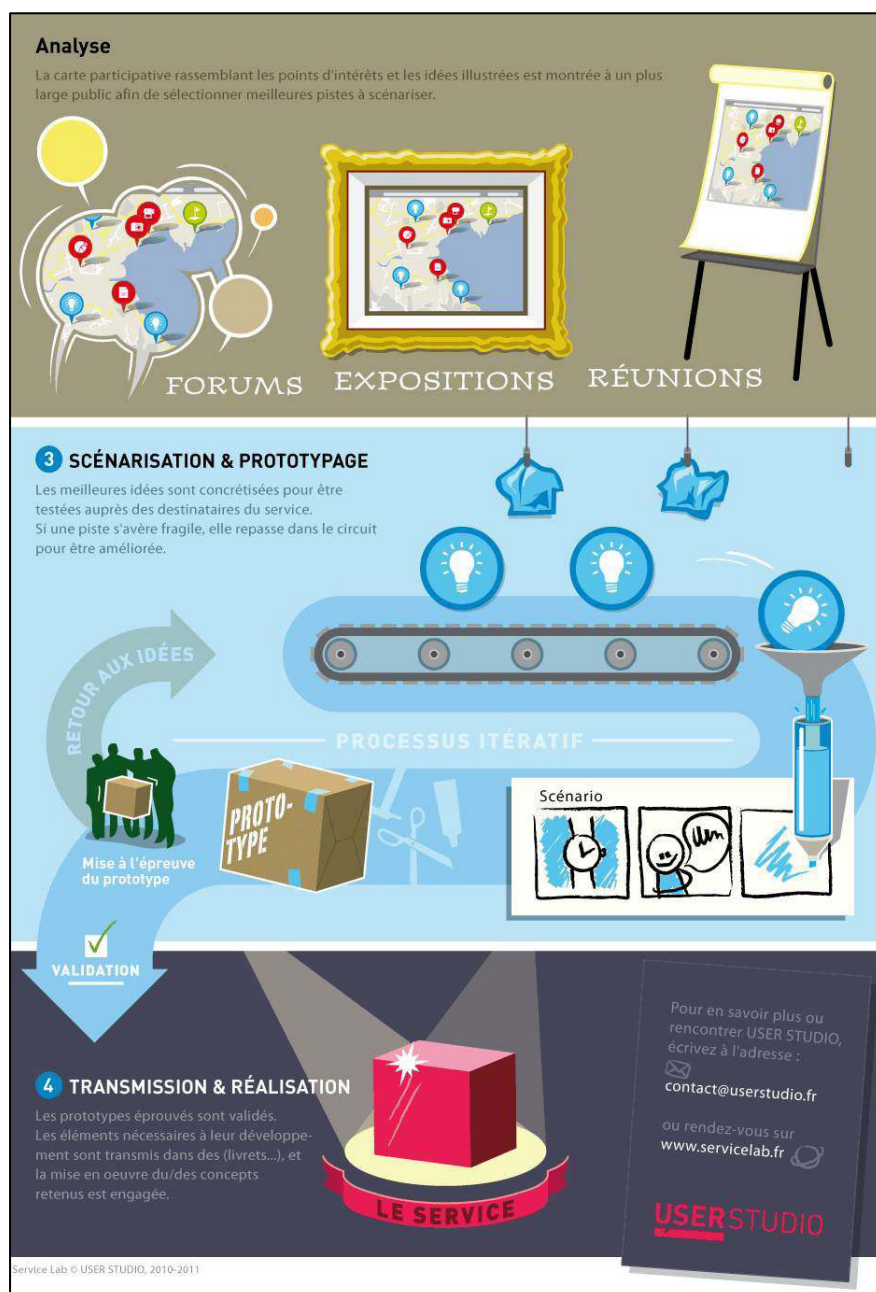 Analyse
La carte participative rassemblant les points d'intérêts et les idées illustrées est montrée à un plus
large public afin de sélectionner meilleures pistes à scénariser.
FORUMS EXPOSITIONS RÉUNIONS
3 SCÉNARISATION & PROTOTYPAGE
Les meilleures idées sont concrétisées pour être
testées auprès des destinataires du service.
Si une piste s'avère fragile, elle repasse dans le circuit
pour être améliorée.
RETOUR AUX IDÉES
PROCESSUS ITÉRATIF
Scénario
PROTO-
TYPE
Mise à l'épreuve
du prototype
VALIDATION
4 TRANSMISSION & RÉALISATION
Les prototypes éprouvés sont validés.
Les éléments nécessaires à leur développe-
ment sont transmis dans des (livrets...), et
la mise en oeuvre du/des concepts
retenus est engagée.
LE SERVICE
Pour en savoir plus ou
rencontrer USER STUDIO,
écrivez à l'adresse :
contact@userstudio.fr
ou rendez-vous sur
www.servicelab.fr
USERSTUDIO
Service Lab © USER STUDIO, 2010-2011